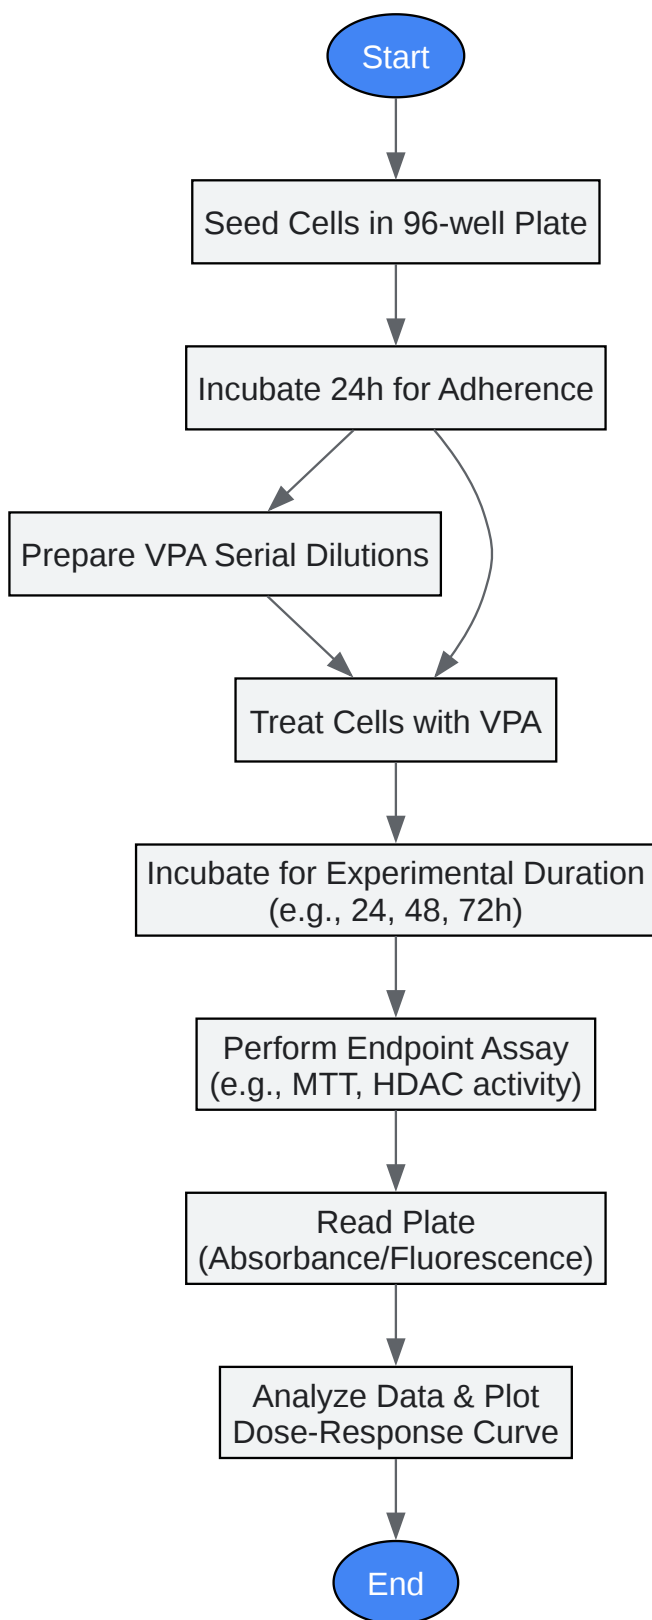 Start
Seed Cells in 96-well Plate
Incubate 24h for Adherence
Prepare VPA Serial Dilutions
Treat Cells with VPA
Incubate for Experimental Duration
(e.g., 24, 48, 72h)
Perform Endpoint Assay
(e.g., MTT, HDAC activity)
Read Plate
(Absorbance/Fluorescence)
Analyze Data & Plot
Dose-Response Curve
End